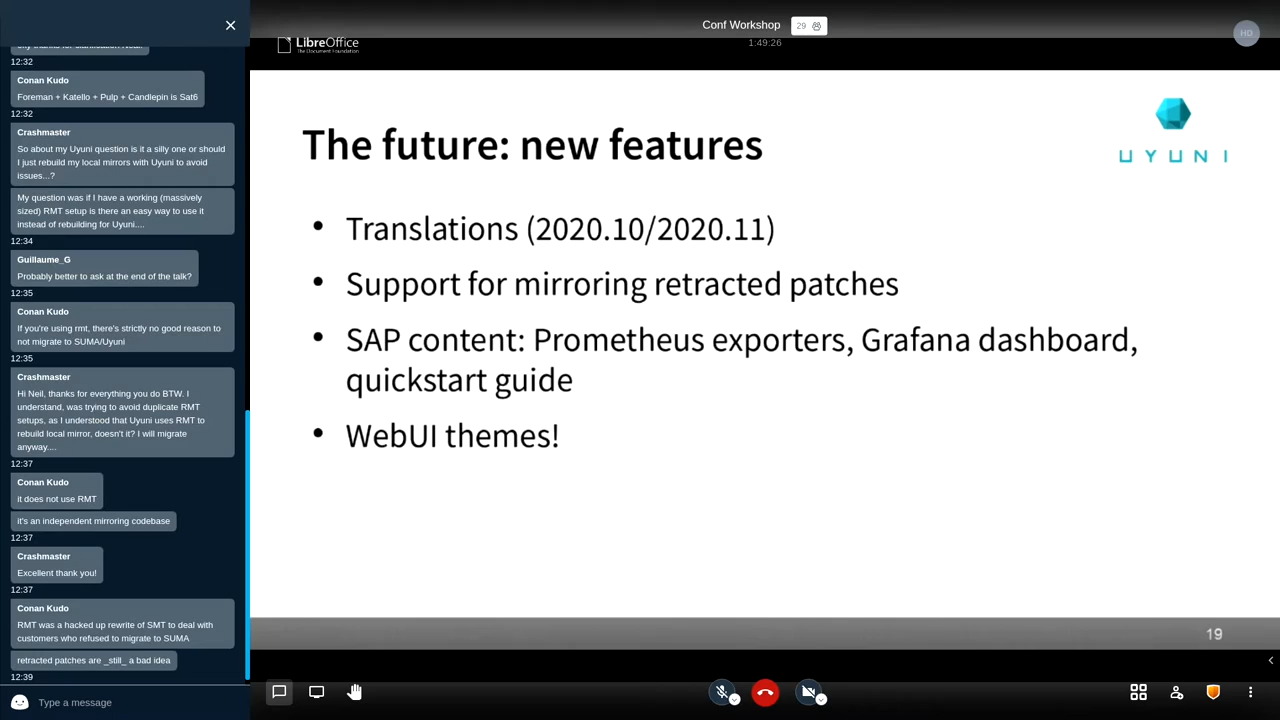 12:32
Conan Kudo
Foreman + Katello + Pulp + Candlepin is Sat6
12:32
Crashmaster
So about my Uyuni question is it a silly one or should
I just rebuild my local mirrors with Uyuni to avoid
issues...?
My question was if I have a working (massively
sized) RMT setup is there an easy way to use it
instead of rebuilding for Uyuni....
12:34
Guillaume_G
Probably better to ask at the end of the talk?
12:35
Conan Kudo
If you're using rmt, there's strictly no good reason to
not migrate to SUMA/Uyuni
12:35
Crashmaster
Hi Neil, thanks for everything you do BTW. I
understand, was trying to avoid duplicate RMT
setups, as I understood that Uyuni uses RMT to
rebuild local mirror, doesn't it? I will migrate
anyway....
12:37
Conan Kudo
it does not use RMT
it's an independent mirroring codebase
12:37
Crashmaster
Excellent thank you!
12:37
Conan Kudo
RMT was a hacked up rewrite of SMT to deal with
customers who refused to migrate to SUMA
retracted patches are _still_ a bad idea
12:39
Type a message
Conf Workshop
29
1:49:26
HD
LibreOffice
The Document Foundation
UYUNI
The future: new features
• Translations (2020.10/2020.11)
• Support for mirroring retracted patches
• SAP content: Prometheus exporters, Grafana dashboard,
quickstart guide
• WebUI themes!
19